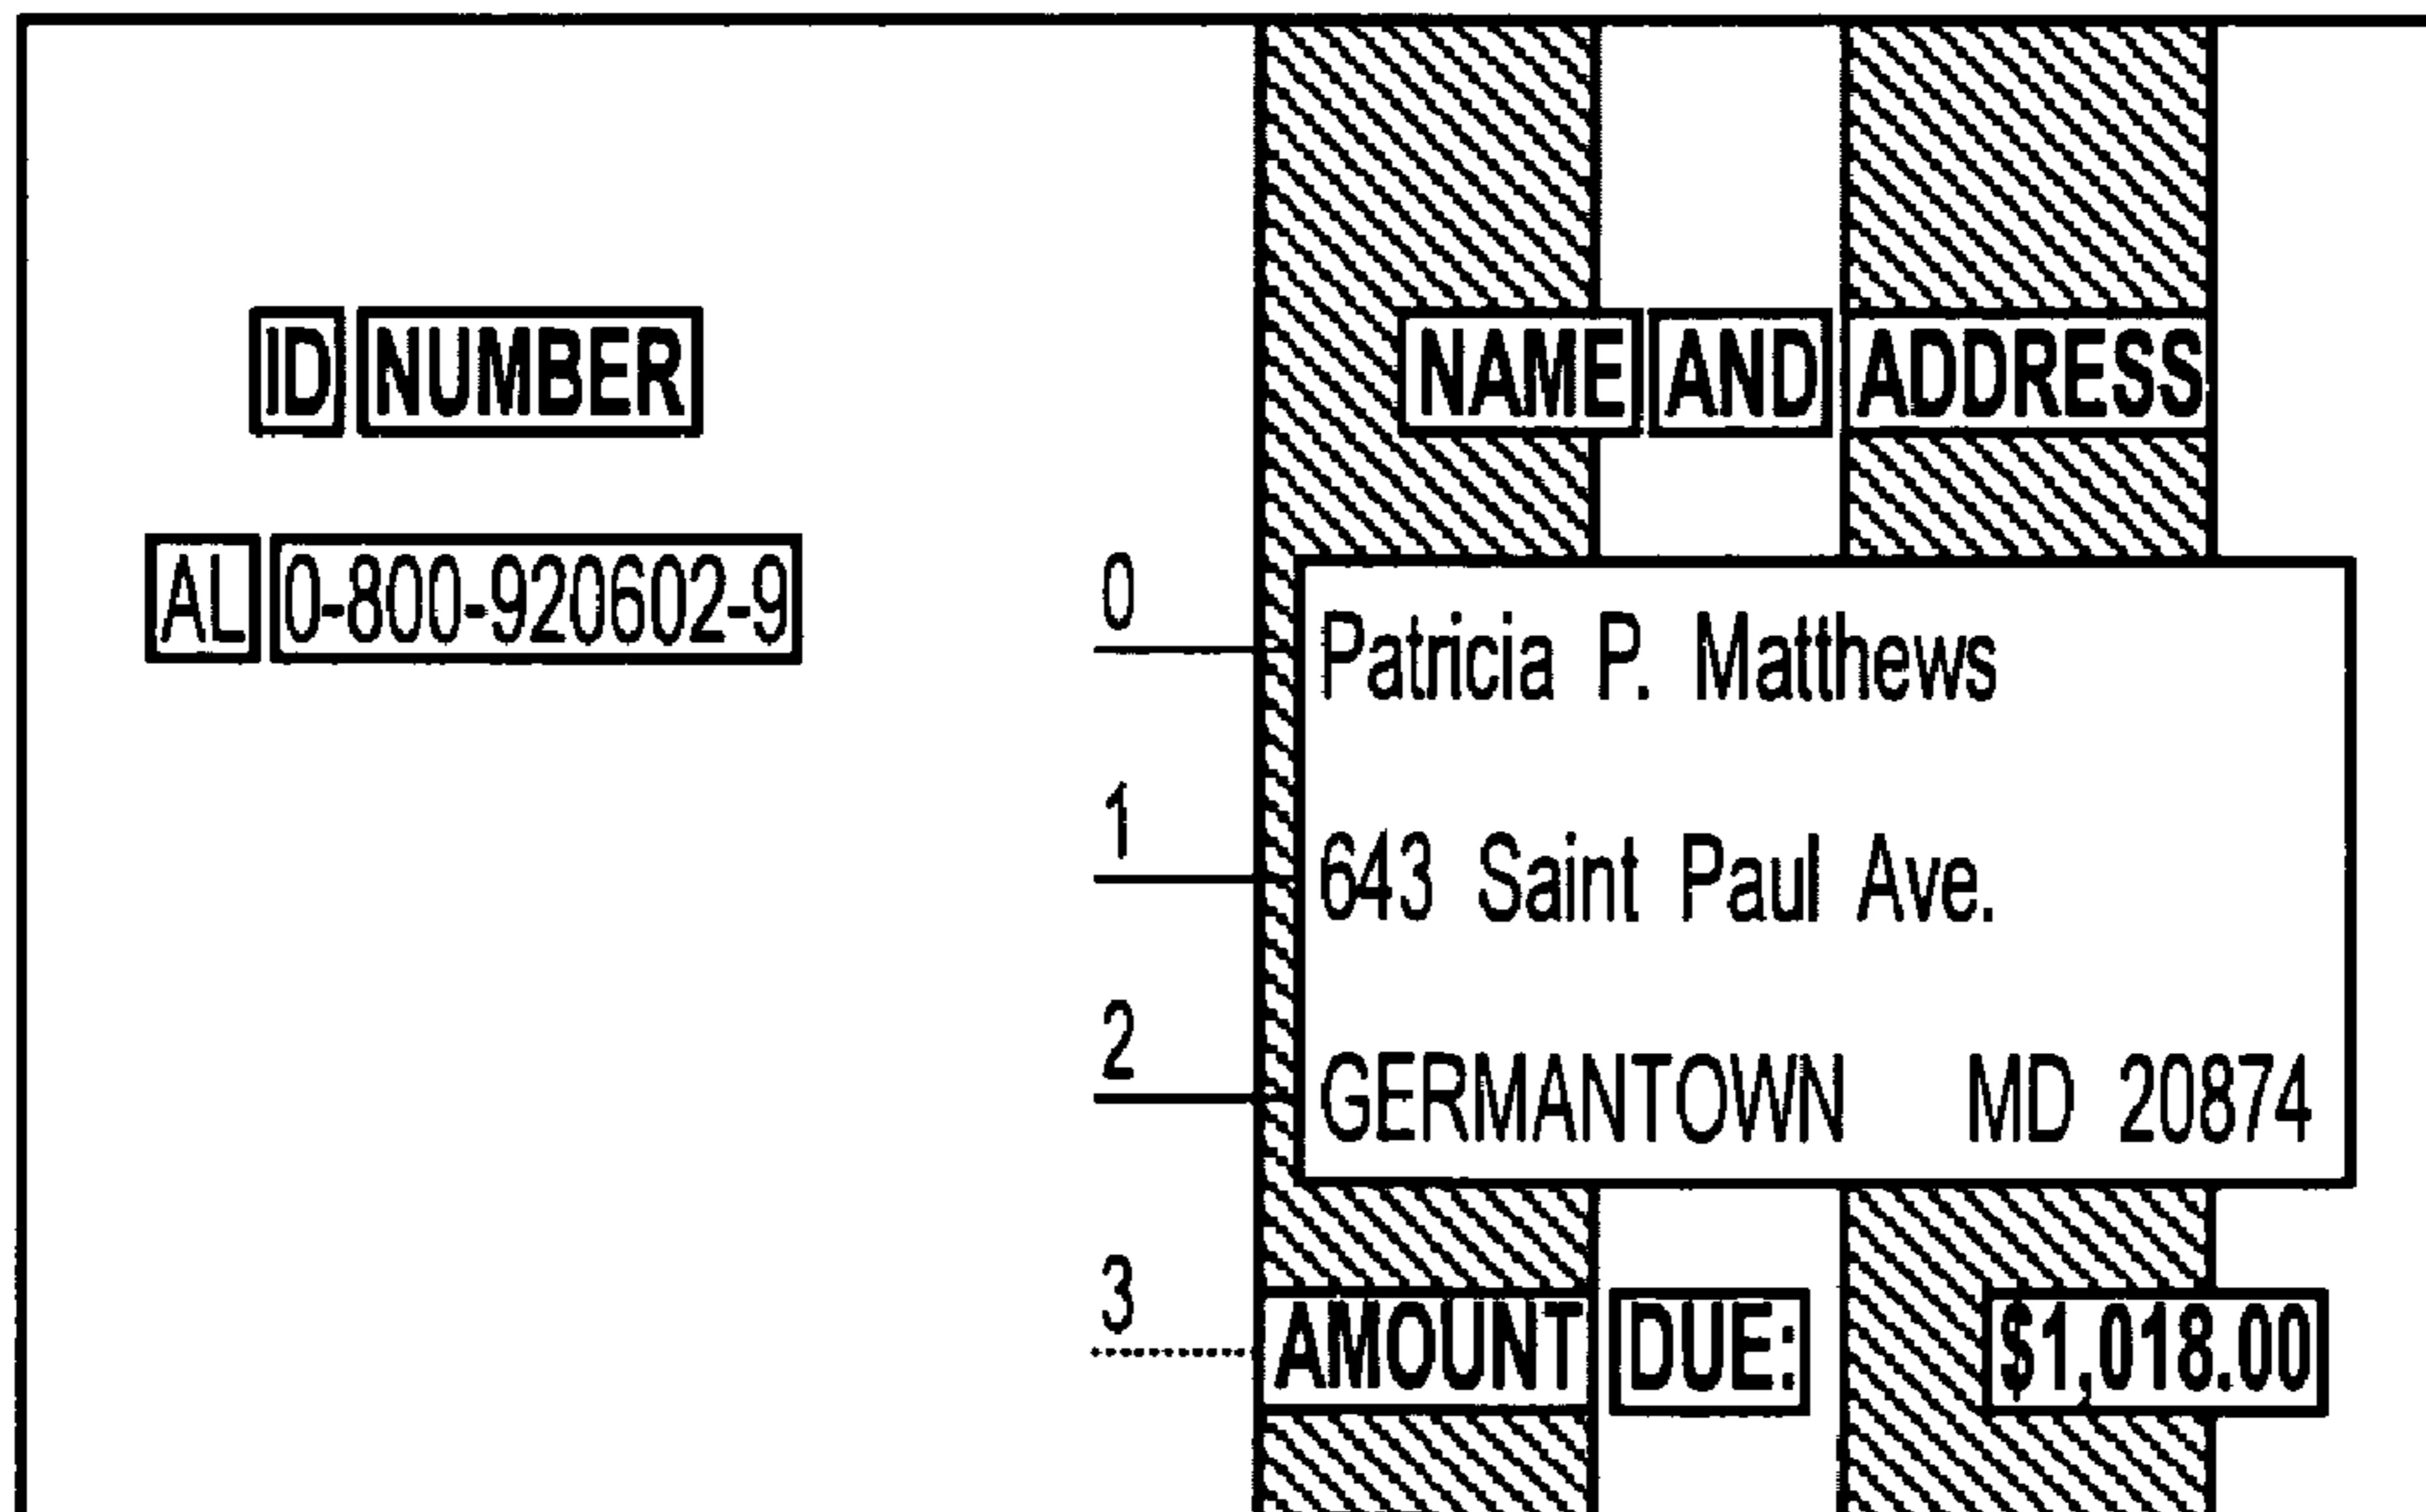 ID NUMBER NAME AND ADDRESS
AL 0-800-920602-9
0 Patricia P. Matthews
1 643 Saint Paul Ave.
2 GERMANTOWN MD 20874
3 AMOUNT DUE: $1,018.00